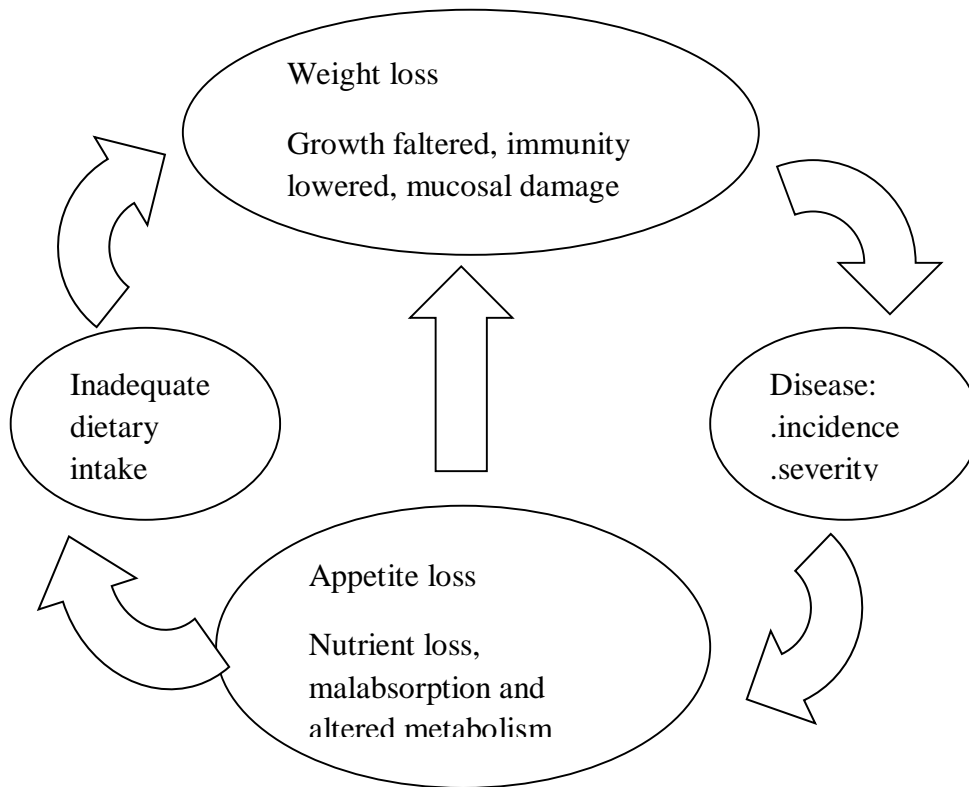 Weight loss
Growth faltered, immunity
lowered, mucosal damage
Inadequate
dietary
intake
Disease:
.incidence
.severity
Appetite loss
Nutrient loss,
malabsorption and
altered metabolism